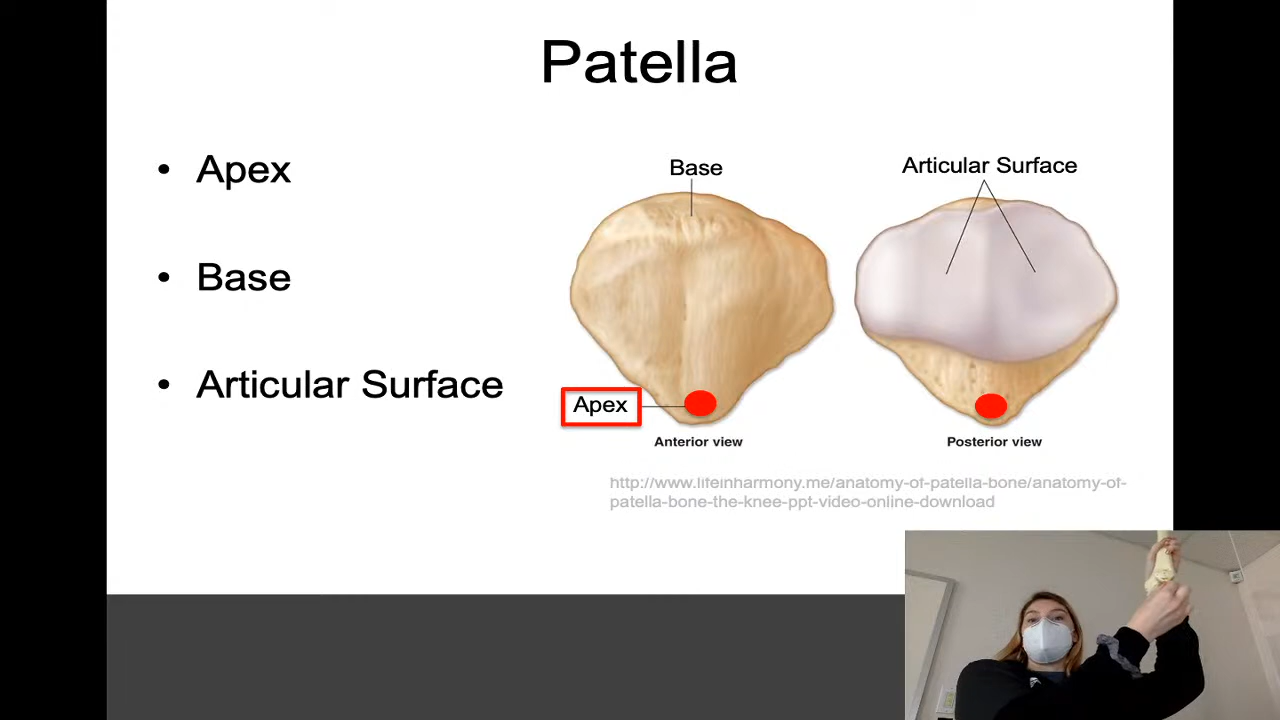 Patella
• Apex
• Base
• Articular Surface
Base
Articular Surface
Apex
Anterior view
Posterior view
http://www.lifeinharmony.me/anatomy-of-patella-bone/anatomy-of-
patella-bone-the-knee-ppt-video-online-download